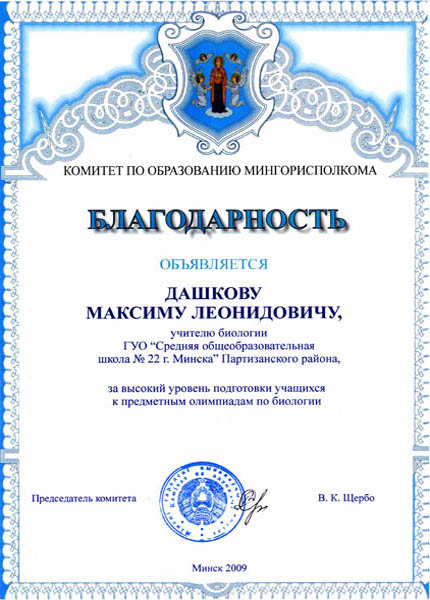 КОМИТЕТ ПО ОБРАЗОВАНИЮ МИНГОРИСПОЛКОМА
БЛАГОДАРНОСТЬ
ОБЪЯВЛЯЕТСЯ
ДАШКОВУ
МАКСИМУ ЛЕОНИДОВИЧУ,
учителю биологии
ГУО “Средняя общеобразовательная
школа № 22 г. Минска” Партизанского района,
за высокий уровень подготовки учащихся
к предметным олимпиадам по биологии
Председатель комитета
В. К. Щербо
Минск 2009